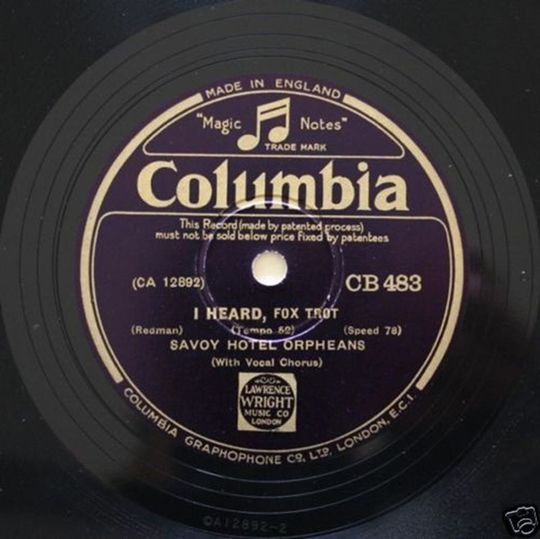 MADE IN ENGLAND
"Magic Notes"
TRADE MARK
Columbia
This Record (made by patented process)
must not be sold below price fixed by patentees
(CA 12892) CB 483
I HEARD, FOX TROT
(Redman) (Tempo 52) (Speed 78)
SAVOY HOTEL ORPHEANS
(With Vocal Chorus)
LAWRENCE
WRIGHT
MUSIC CO
LONDON
COLUMBIA GRAPHOPHONE CO. LTD. LONDON, E.C.1.
CA12892-2